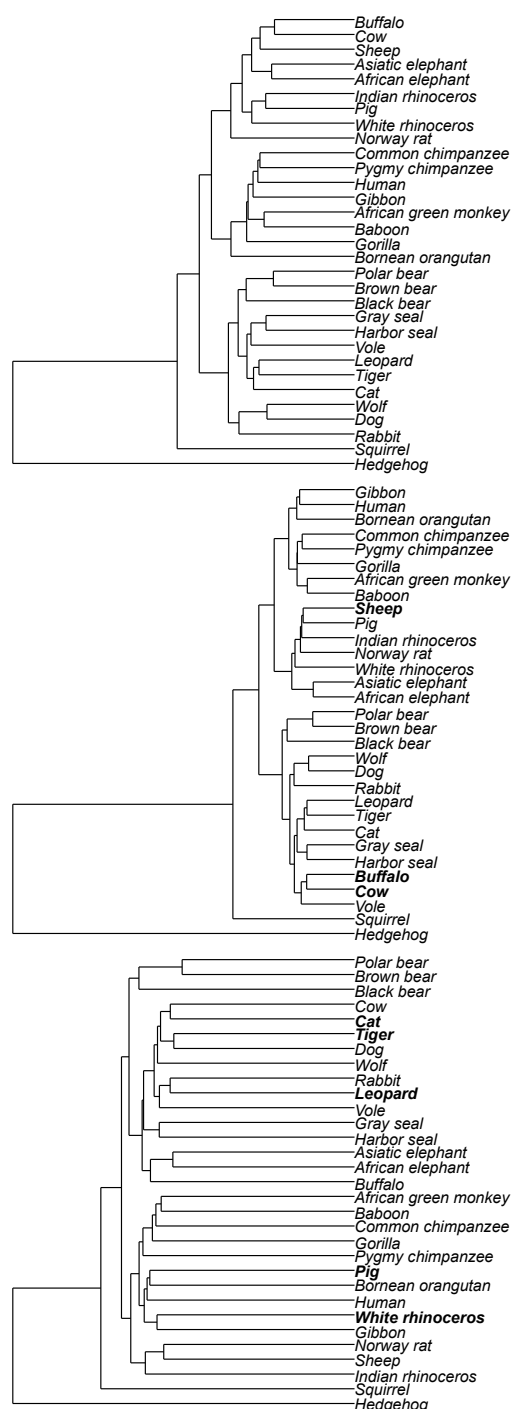 Buffalo
Cow
Sheep
Asiatic elephant
African elephant
Indian rhinoceros
Pig
White rhinoceros
Norway rat
Common chimpanzee
Pygmy chimpanzee
Human
Gibbon
African green monkey
Baboon
Gorilla
Bornean orangutan
Polar bear
Brown bear
Black bear
Gray seal
Harbor seal
Vole
Leopard
Tiger
Cat
Wolf
Dog
Rabbit
Squirrel
Hedgehog
Gibbon
Human
Bornean orangutan
Common chimpanzee
Pygmy chimpanzee
Gorilla
African green monkey
Baboon
Sheep
Pig
Indian rhinoceros
Norway rat
White rhinoceros
Asiatic elephant
African elephant
Polar bear
Brown bear
Black bear
Wolf
Dog
Rabbit
Leopard
Tiger
Cat
Gray seal
Harbor seal
Buffalo
Cow
Vole
Squirrel
Hedgehog
Polar bear
Brown bear
Black bear
Cow
Cat
Tiger
Dog
Wolf
Rabbit
Leopard
Vole
Gray seal
Harbor seal
Asiatic elephant
African elephant
Buffalo
African green monkey
Baboon
Common chimpanzee
Gorilla
Pygmy chimpanzee
Pig
Bornean orangutan
Human
White rhinoceros
Gibbon
Norway rat
Sheep
Indian rhinoceros
Squirrel
Hedgehog